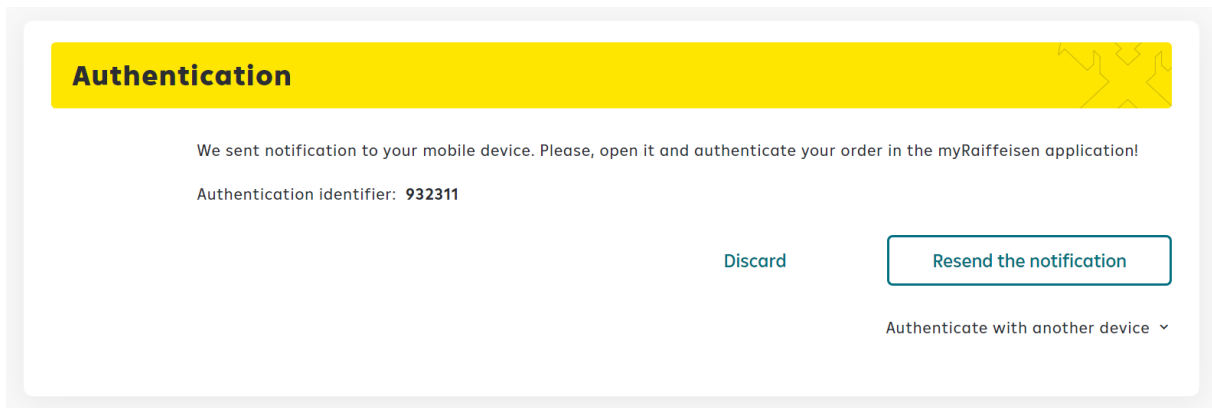 Authentication
We sent notification to your mobile device. Please, open it and authenticate your order in the myRaiffeisen application!
Authentication identifier: 932311
Discard
Resend the notification
Authenticate with another device